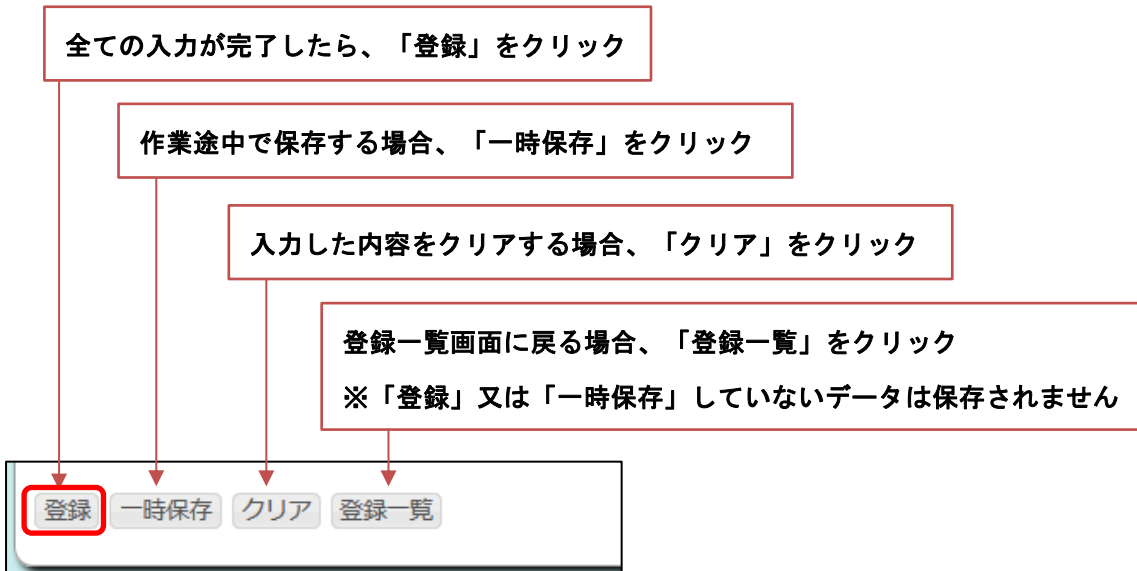 全ての入力が完了したら、「登録」をクリック
作業途中で保存する場合、「一時保存」をクリック
入力した内容をクリアする場合、「クリア」をクリック
登録一覧画面に戻る場合、「登録一覧」をクリック
※「登録」又は「一時保存」していないデータは保存されません
登録 一時保存 クリア 登録一覧